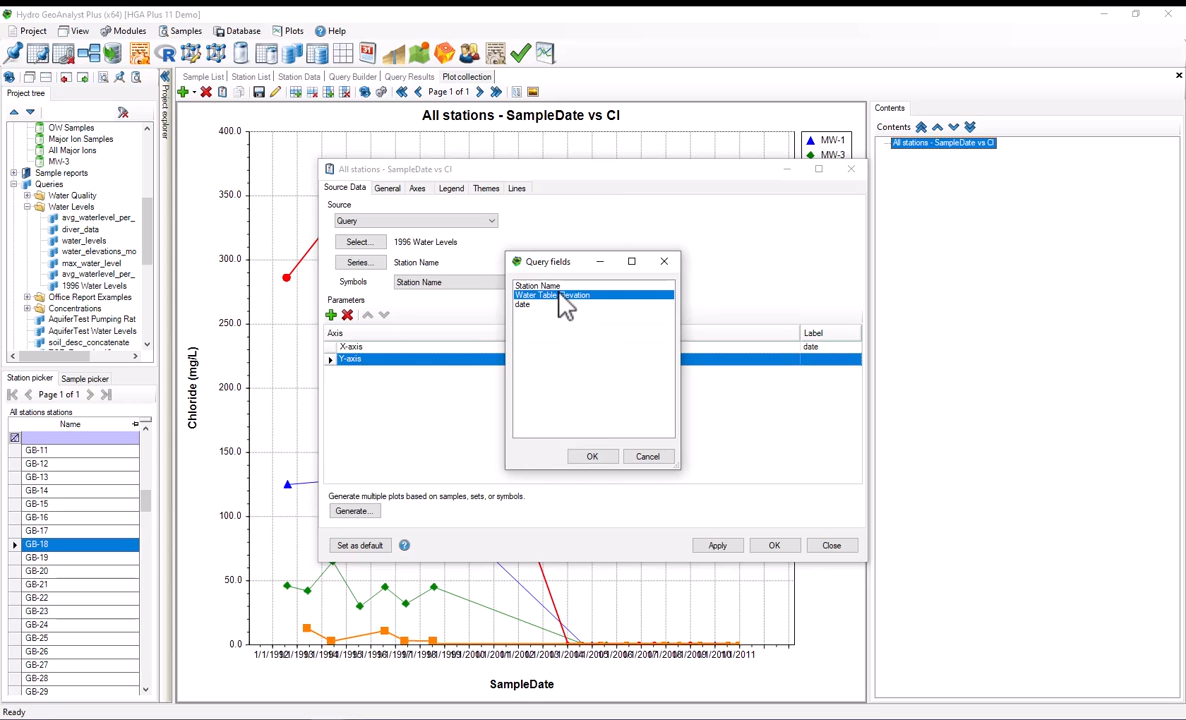 Hydro GeoAnalyst Plus (x64) [HGA Plus 11 Demo]
Project View Modules Samples Database Plots Help
Sample List Station List Station Data Query Builder Query Results Plot collection
Page 1 of 1
Project tree
OW Samples
Major Ion Samples
All Major Ions
MW-3
Sample reports
Queries
Water Quality
Water Levels
avg_waterlevel_per_
diver_data
water_levels
water_elevations_mo
max_water_level
avg_waterlevel_per_
1996 Water Levels
Office Report Examples
Concentrations
AquiferTest Pumping Rat
AquiferTest Water Levels
soil_desc_concatenate
Project explorer
Station picker Sample picker
Page 1 of 1
All stations stations
Name
GB-11
GB-12
GB-13
GB-14
GB-15
GB-16
GB-17
GB-18
GB-19
GB-20
GB-21
GB-22
GB-23
GB-24
GB-25
GB-26
GB-27
GB-28
GB-29
Ready
All stations - SampleDate vs Cl
400.0
350.0
300.0
250.0
200.0
150.0
100.0
50.0
0.0
Chloride (mg/L)
SampleDate
MW-1
MW-3
All stations - SampleDate vs Cl
Source Data General Axes Legend Themes Lines
Source
Query
Select... 1996 Water Levels
Series... Station Name
Symbols Station Name
Parameters
Axis Label
X-axis date
Y-axis
Generate multiple plots based on samples, sets, or symbols.
Generate...
Set as default Apply OK Close
Query fields
Station Name
Water Table Elevation
date
OK Cancel
Contents
Contents
All stations - SampleDate vs Cl